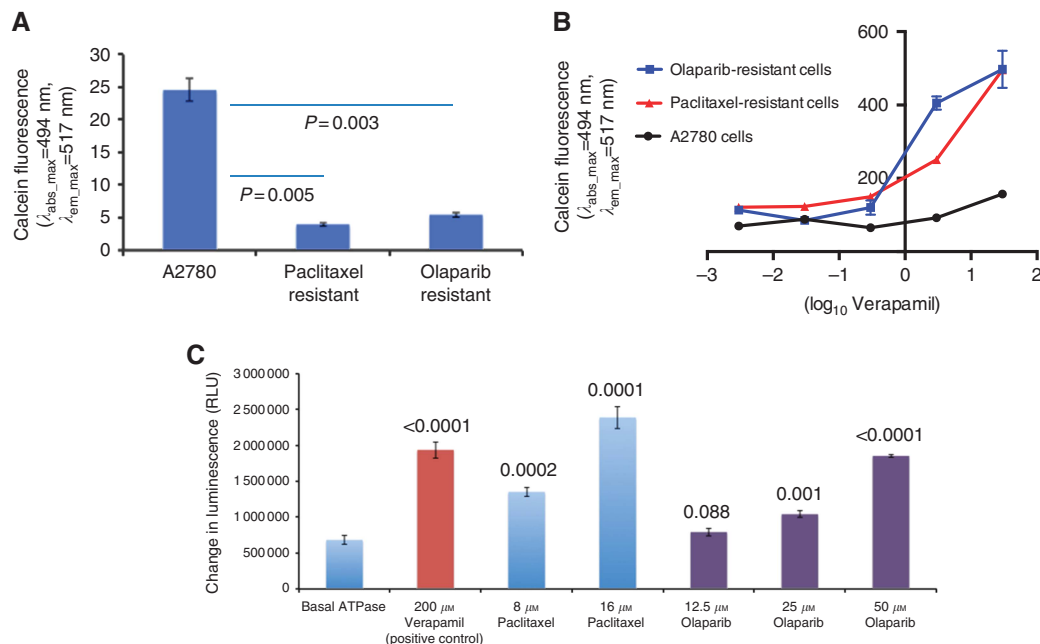 A
Calcein fluorescence
(λabs_max=494 nm,
λem_max=517 nm)
30
25
20
15
10
5
0
P=0.003
P=0.005
A2780
Paclitaxel
resistant
Olaparib
resistant
B
Calcein fluorescence
(λabs_max=494 nm,
λem_max=517 nm)
Olaparib-resistant cells
Paclitaxel-resistant cells
A2780 cells
600
400
200
−3 −2 −1 0 1 2
(log10 Verapamil)
C
Change in luminescence (RLU)
3 000 000
2 500 000
2 000 000
1 500 000
1 000 000
500 000
0
<0.0001
0.0002
0.0001
0.088
0.001
<0.0001
Basal ATPase
200 μM
Verapamil
(positive control)
8 μM
Paclitaxel
16 μM
Paclitaxel
12.5 μM
Olaparib
25 μM
Olaparib
50 μM
Olaparib